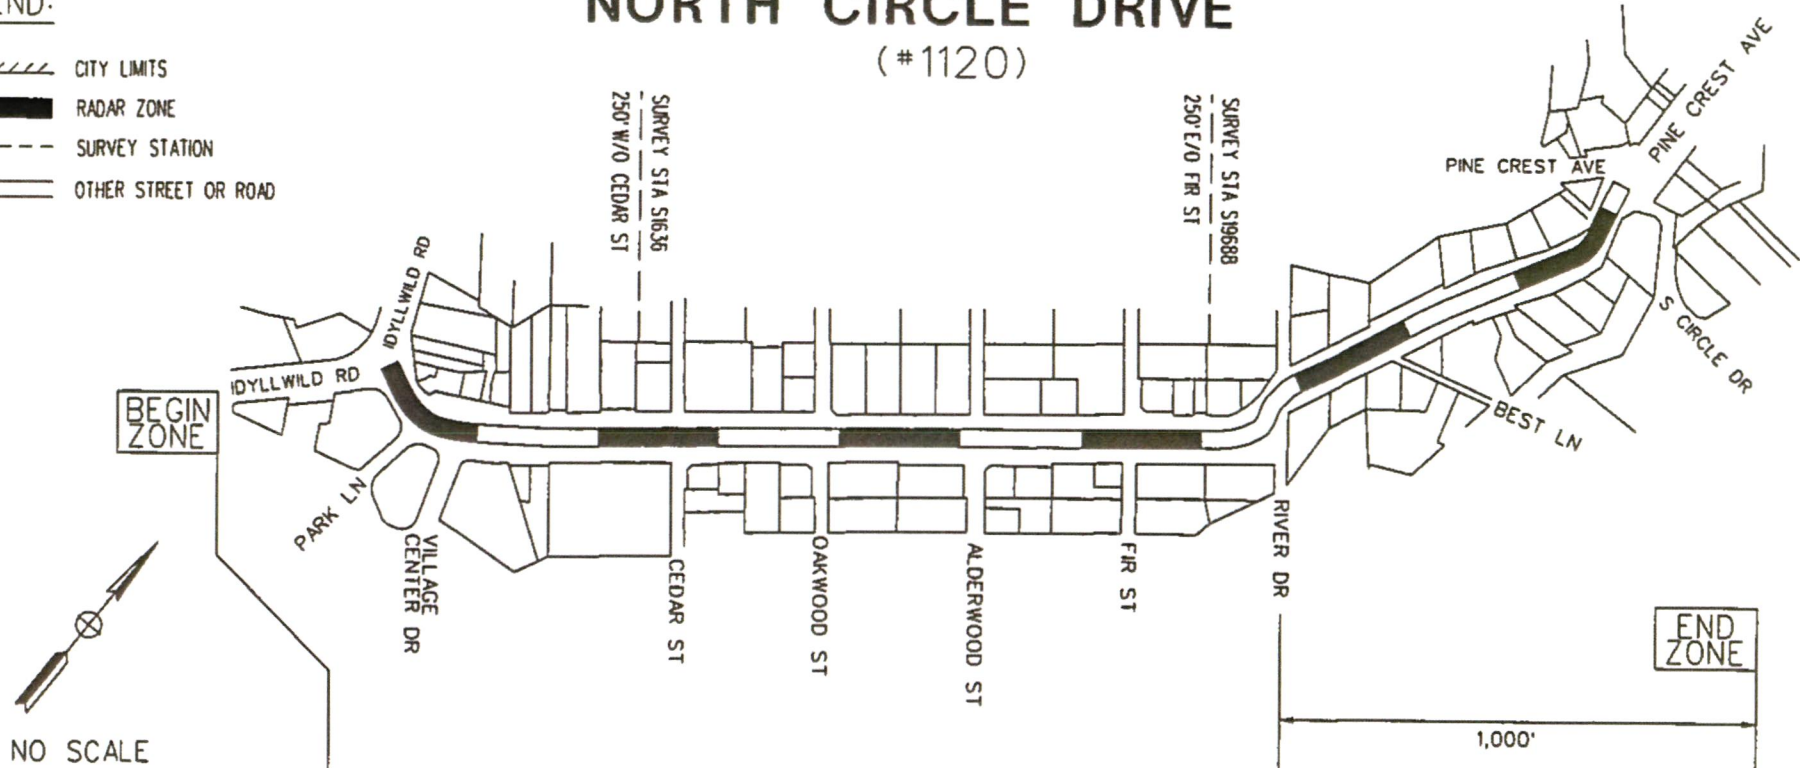 NORTH CIRCLE DRIVE
(#1120)
END:
CITY LIMITS
RADAR ZONE
SURVEY STATION
OTHER STREET OR ROAD
SURVEY STA S1636
250' W/O CEDAR ST
SURVEY STA S1968B
250' E/O FIR ST
PINE CREST AVE
PINE CREST AVE
IDYLLWILD RD
IDYLLWILD RD
BEGIN
ZONE
S CIRCLE DR
BEST LN
PARK LN
VILLAGE
CENTER DR
CEDAR ST
OAKWOOD ST
ALDERWOOD ST
FIR ST
RIVER DR
END
ZONE
1,000'
NO SCALE